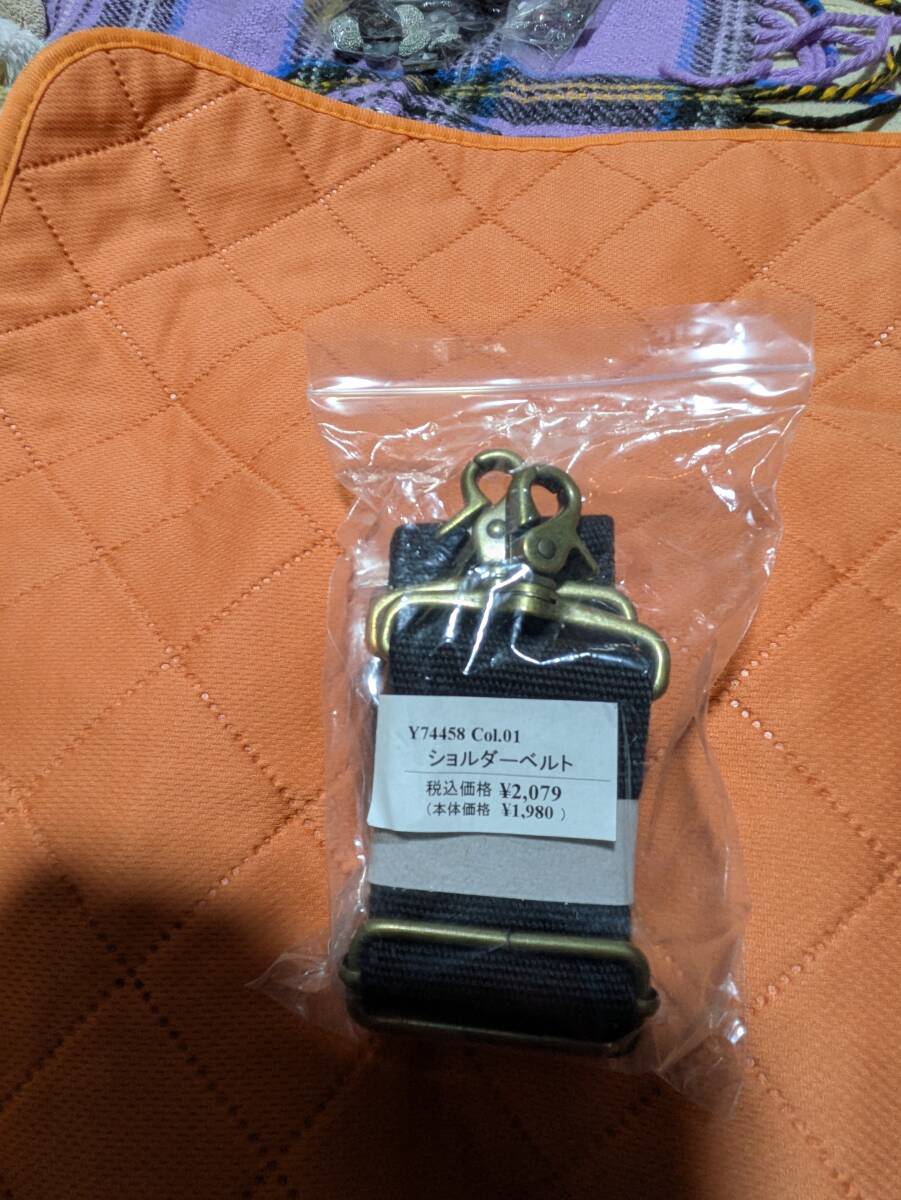 Y74458 Col.01
ショルダーベルト
税込価格 ¥2,079
(本体価格 ¥1,980 )